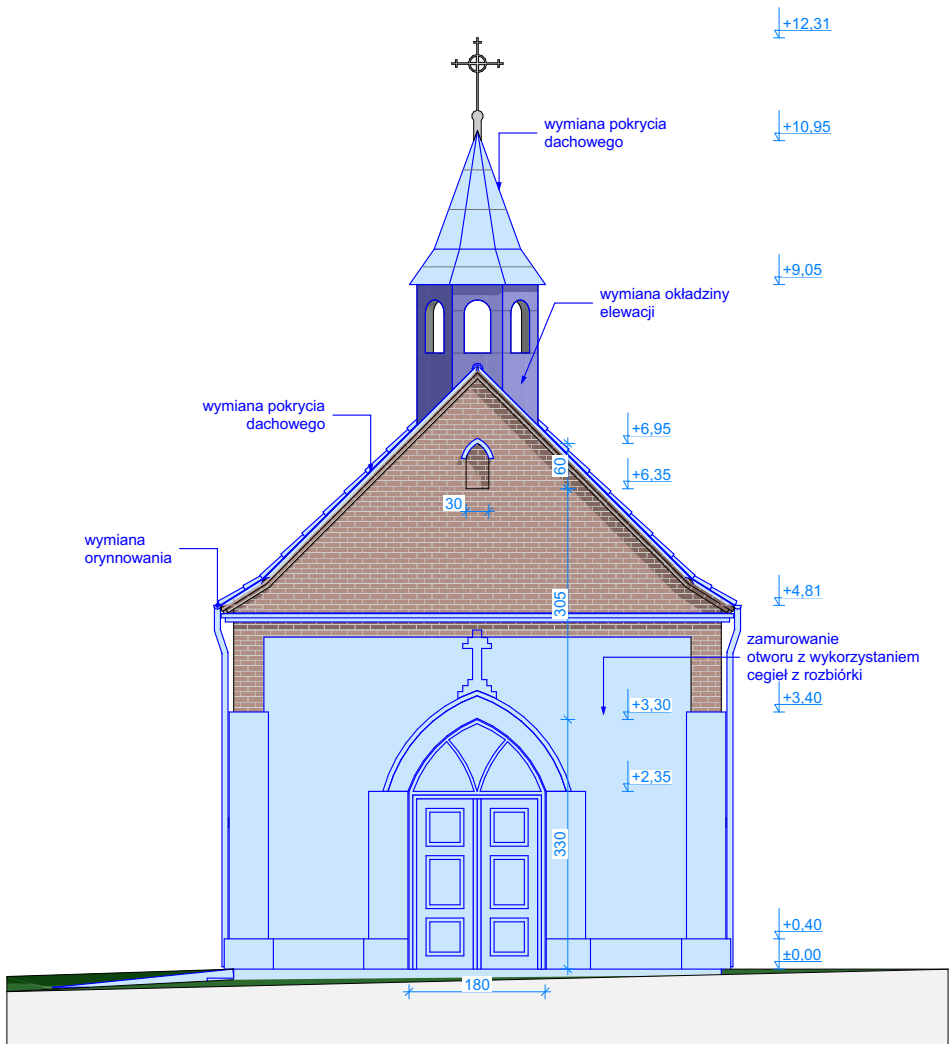 +12,31
wymiana pokrycia
dachowego
+10,95
+9,05
wymiana okładziny
elewacji
wymiana pokrycia
dachowego
+6,95
60
+6,35
30
wymiana
orynnowania
+4,81
305
zamurowanie
otworu z wykorzystaniem
cegieł z rozbiórki
+3,40
+3,30
+2,35
330
+0,40
±0,00
180